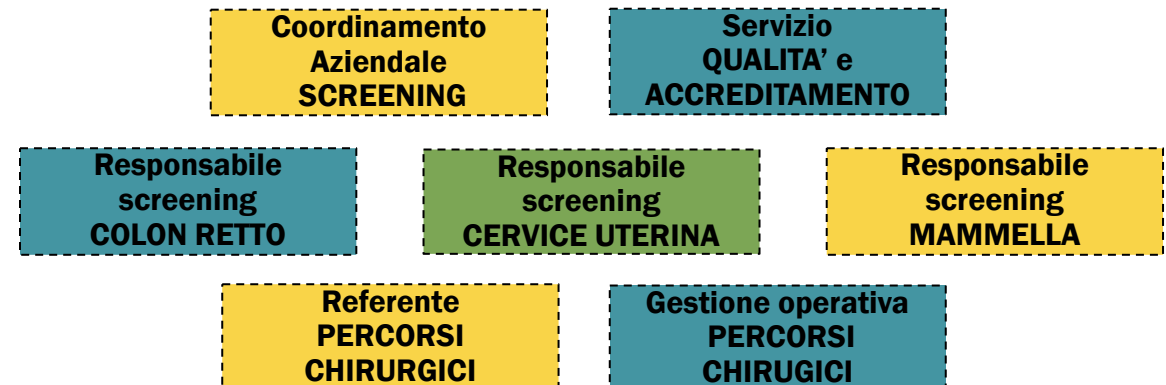 Coordinamento
Aziendale
SCREENING
Servizio
QUALITA’ e
ACCREDITAMENTO
Responsabile
screening
COLON RETTO
Responsabile
screening
CERVICE UTERINA
Responsabile
screening
MAMMELLA
Referente
PERCORSI
CHIRURGICI
Gestione operativa
PERCORSI
CHIRUGICI